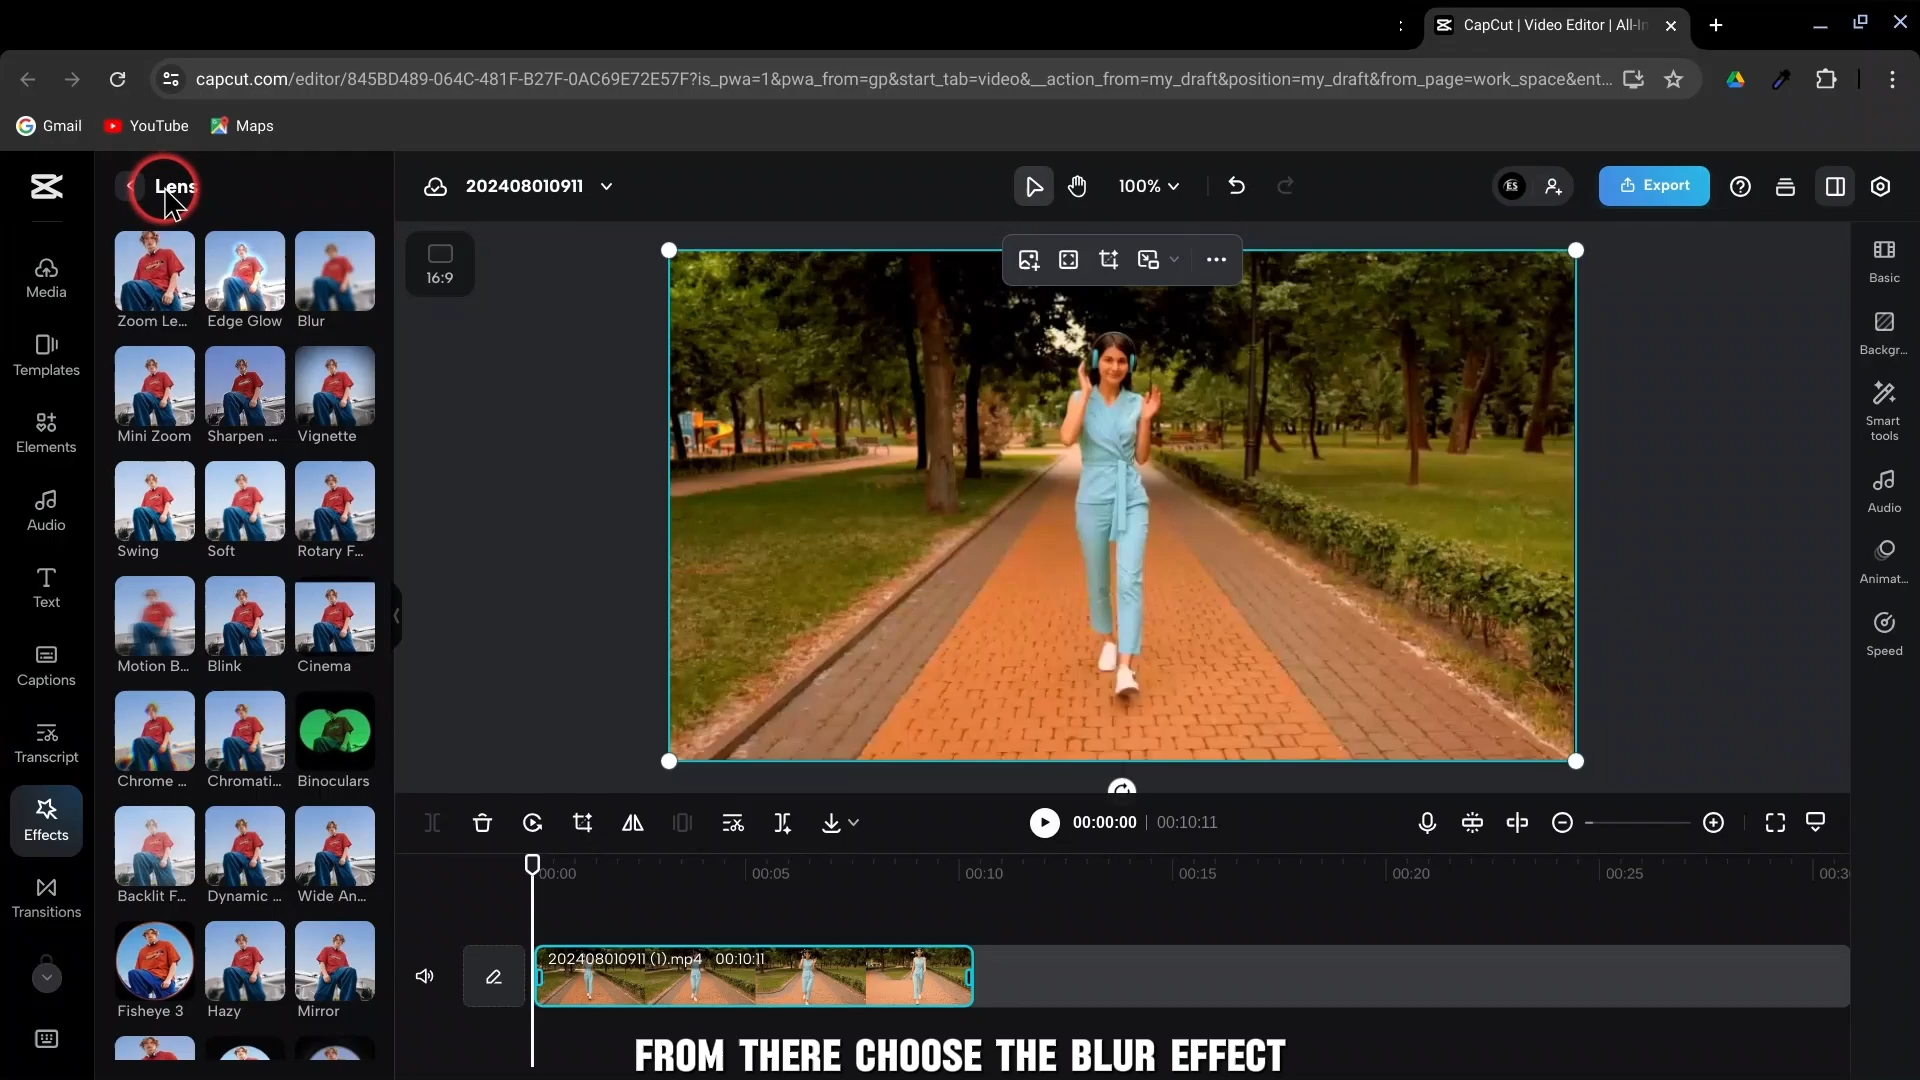 CapCut | Video Editor | All-In
capcut.com/editor/845BD489-064C-481F-B27F-0AC69E72E57F?is_pwa=1&pwa_from=gp&start_tab=video&__action_from=my_draft&position=my_draft&from_page=work_space&ent...
Gmail
YouTube
Maps
Lens
202408010911
100%
ES
Export
Media
Templates
Elements
Audio
Text
Captions
Transcript
Effects
Transitions
Zoom Le...
Edge Glow
Blur
Mini Zoom
Sharpen ...
Vignette
Swing
Soft
Rotary F...
Motion B...
Blink
Cinema
Chrome ...
Chromati...
Binoculars
Backlit F...
Dynamic ...
Wide An...
Fisheye 3
Hazy
Mirror
16:9
Basic
Backgr...
Smart
tools
Audio
Animat...
Speed
00:00:00 | 00:10:11
00:00
00:05
00:10
00:15
00:20
00:25
00:3
202408010911 (1).mp4 00:10:11
FROM THERE CHOOSE THE BLUR EFFECT